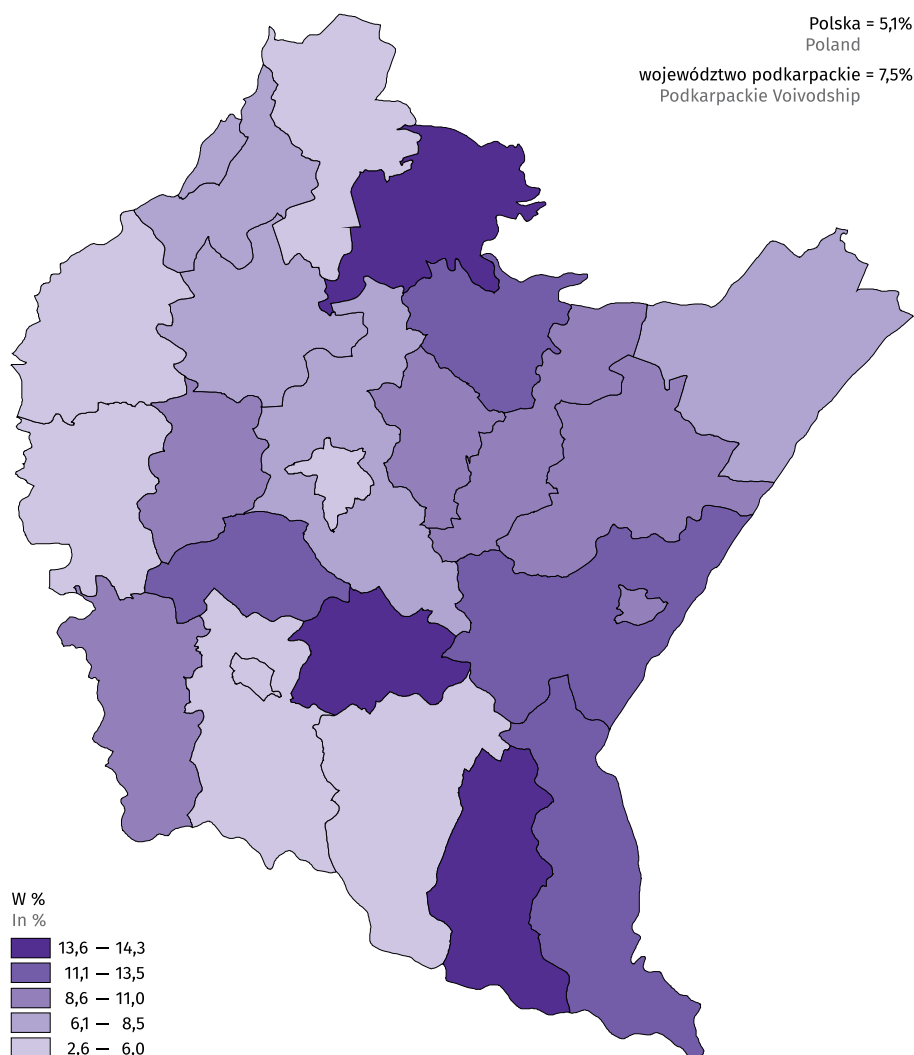 Polska = 5,1%
Poland
województwo podkarpackie = 7,5%
Podkarpackie Voivodship
W %
In %
13,6 — 14,3
11,1 — 13,5
8,6 — 11,0
6,1 — 8,5
2,6 — 6,0